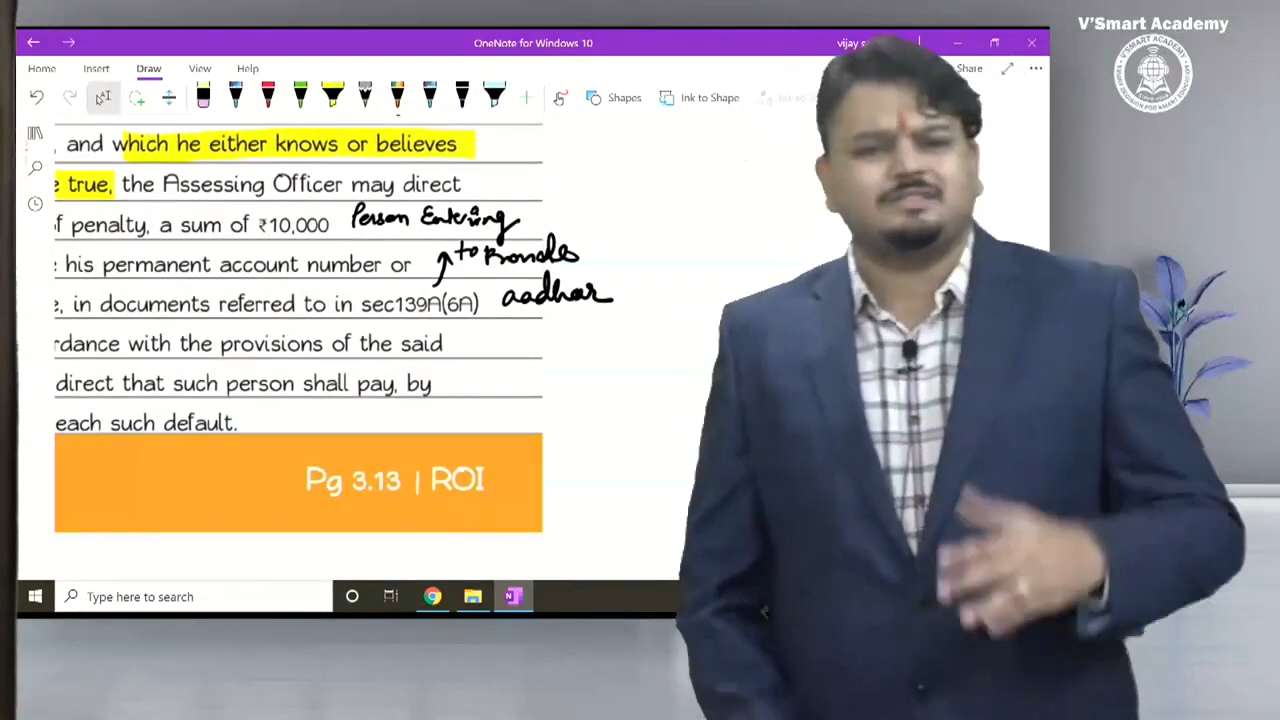 V'Smart Academy
OneNote for Windows 10
vijay s
Home Insert Draw View Help
Share
Shapes Ink to Shape
, and which he either knows or believes
e true, the Assessing Officer may direct
f penalty, a sum of ₹10,000 Person Entering
e his permanent account number or to transaction
e, in documents referred to in sec139A(6A) aadhar
rdance with the provisions of the said
direct that such person shall pay, by
each such default.
Pg 3.13 | ROI
Type here to search